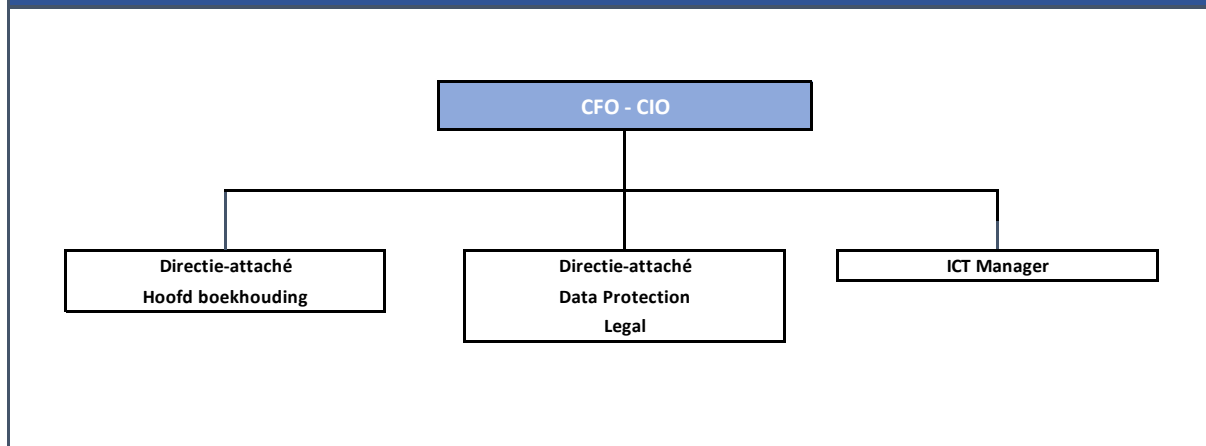 CFO - CIO
Directie-attaché
Hoofd boekhouding
Directie-attaché
Data Protection
Legal
ICT Manager